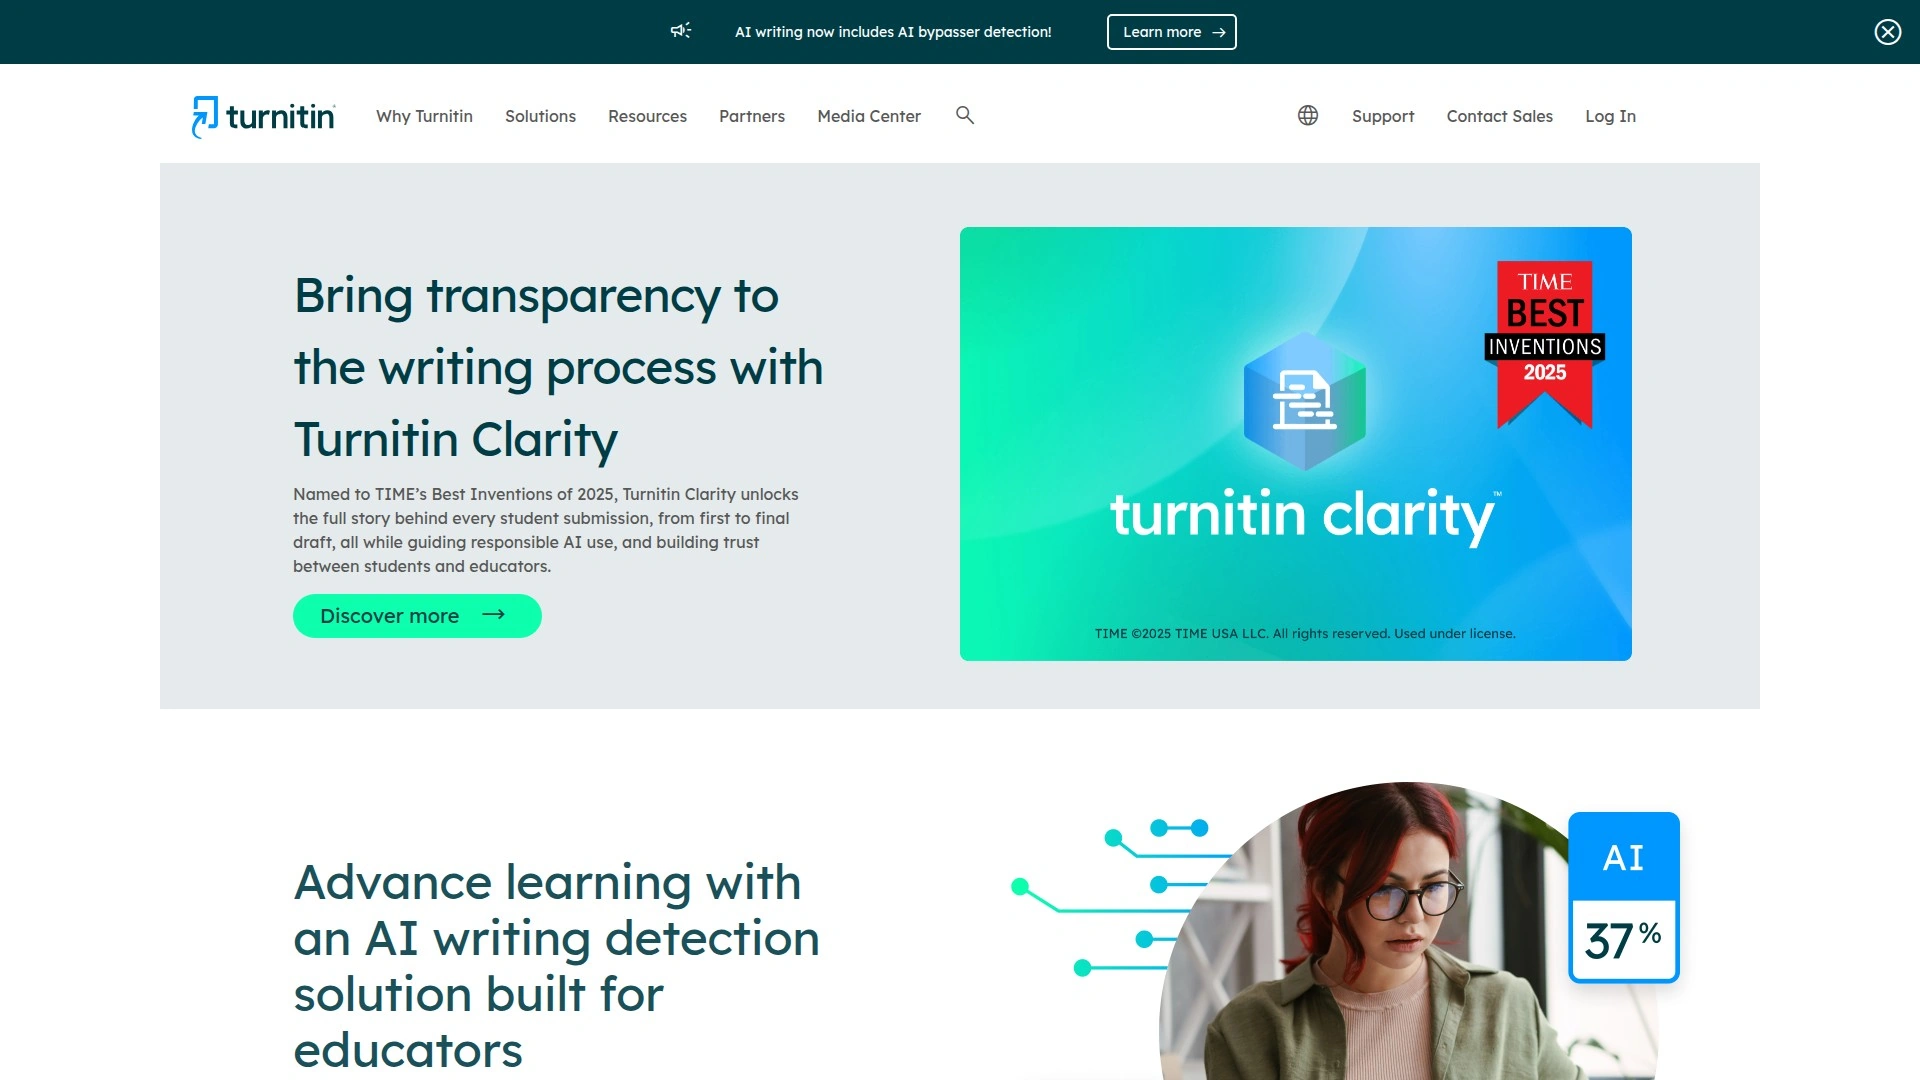 AI writing now includes AI bypasser detection!
Learn more
turnitin
Why Turnitin
Solutions
Resources
Partners
Media Center
Support
Contact Sales
Log In
Bring transparency to
the writing process with
Turnitin Clarity
Named to TIME’s Best Inventions of 2025, Turnitin Clarity unlocks
the full story behind every student submission, from first to final
draft, all while guiding responsible AI use, and building trust
between students and educators.
Discover more
TIME
BEST
INVENTIONS
2025
turnitin clarity™
TIME ©2025 TIME USA LLC. All rights reserved. Used under license.
Advance learning with
an AI writing detection
solution built for
educators
AI
37%